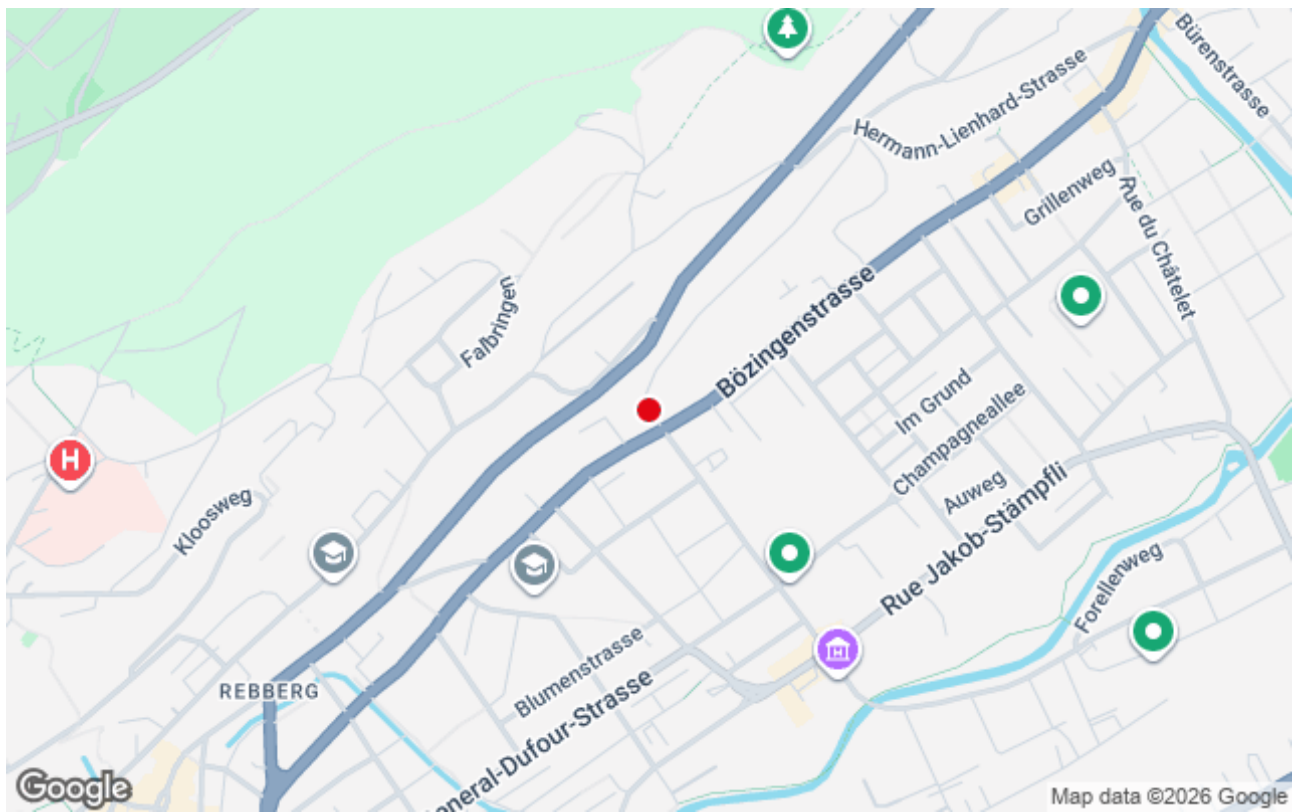 Bürenstrasse
Hermann-Lienhard-Strasse
Grillenweg
Rue du Châtelet
Falbringen
Bözingenstrasse
Im Grund
Champagneallee
H
Kloosweg
Auweg
Rue Jakob-Stämpfli
Forellenweg
H
REBBERG
Blumenstrasse
General-Dufour-Strasse
Google
Map data ©2026 Google